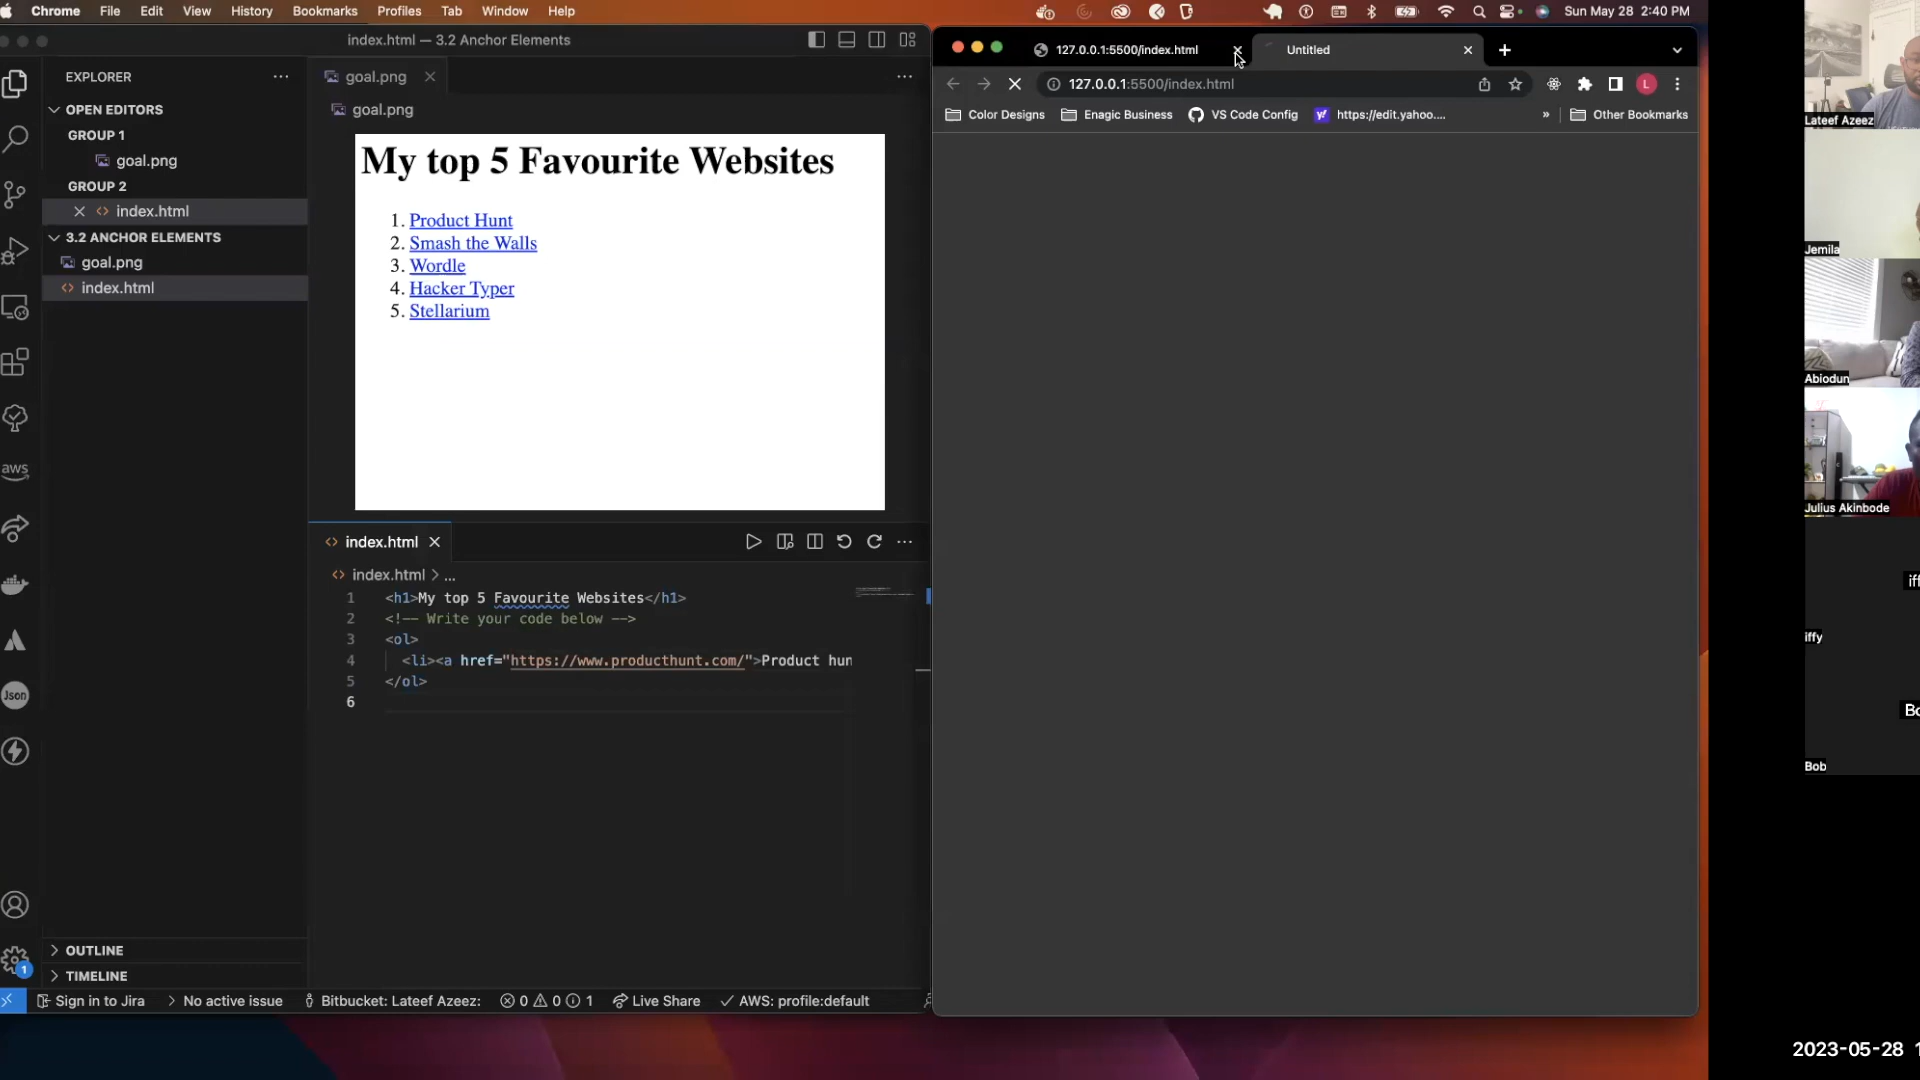 Chrome File Edit View History Bookmarks Profiles Tab Window Help
Sun May 28 2:40 PM
index.html — 3.2 Anchor Elements
EXPLORER
OPEN EDITORS
GROUP 1
goal.png
GROUP 2
index.html
3.2 ANCHOR ELEMENTS
goal.png
index.html
aws
Json
1
OUTLINE
TIMELINE
goal.png
goal.png
My top 5 Favourite Websites
1. Product Hunt
2. Smash the Walls
3. Wordle
4. Hacker Typer
5. Stellarium
index.html
index.html > ...
1 <h1>My top 5 Favourite Websites</h1>
2 <!-- Write your code below -->
3 <ol>
4 <li><a href="https://www.producthunt.com/">Product hun
5 </ol>
6
Sign in to Jira > No active issue Bitbucket: Lateef Azeez: 0 0 1 Live Share AWS: profile:default
127.0.0.1:5500/index.html Untitled
127.0.0.1:5500/index.html L
Color Designs Enagic Business VS Code Config y! https://edit.yahoo.... » Other Bookmarks
Lateef Azeez
Jemila
Abiodun
Julius Akinbode
iff
iffy
Bo
Bob
2023-05-28 1